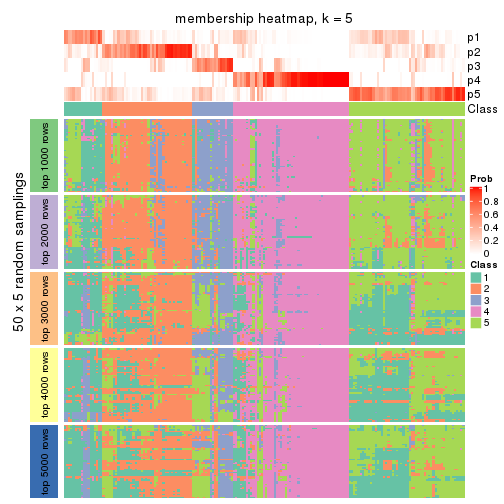 membership heatmap, k = 5
p1
p2
p3
p4
p5
Class
50 x 5 random samplings
top 1000 rows
top 2000 rows
top 3000 rows
top 4000 rows
top 5000 rows
Prob
1
0.8
0.6
0.4
0.2
0
Class
1
2
3
4
5